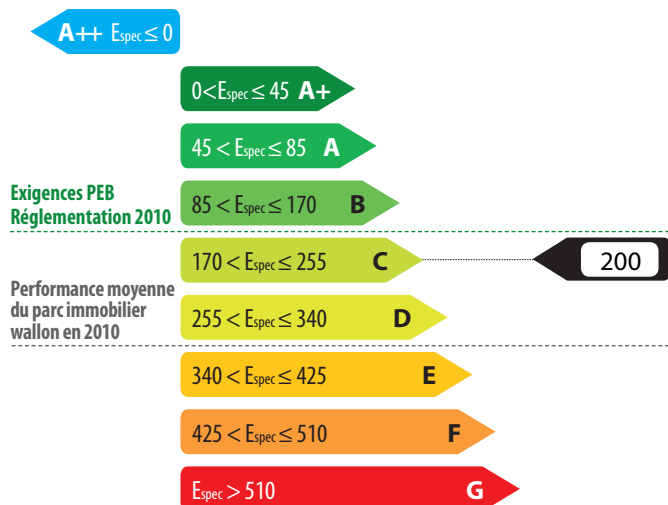 A++ Espec ≤ 0
0<Espec ≤ 45 A+
45 < Espec ≤ 85 A
Exigences PEB
Réglementation 2010
85 < Espec ≤ 170 B
170 < Espec ≤ 255 C
200
Performance moyenne
du parc immobilier
wallon en 2010
255 < Espec ≤ 340 D
340 < Espec ≤ 425 E
425 < Espec ≤ 510 F
Espec > 510 G